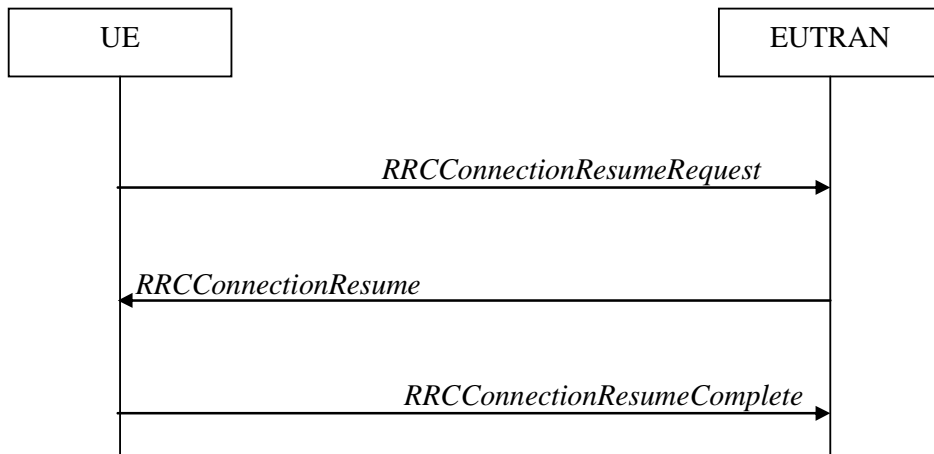 UE
EUTRAN
RRCConnectionResumeRequest
RRCConnectionResume
RRCConnectionResumeComplete